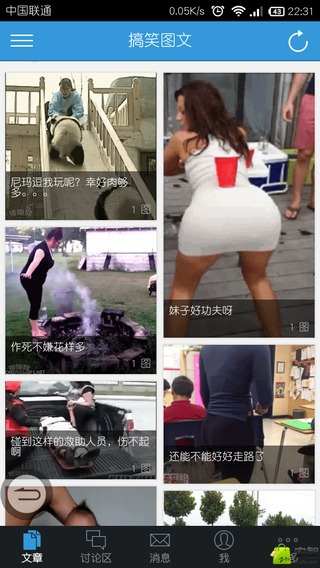 中国联通
0.05K/s
22:31
搞笑图文
尼玛逗我玩呢？幸好肉够
多。。。
1 图
作死不嫌花样多
1 图
碰到这样的救助人员，伤不起
啊
1 图
妹子好功夫呀
1 图
还能不能好好走路了
1 图
文章
讨论区
消息
我